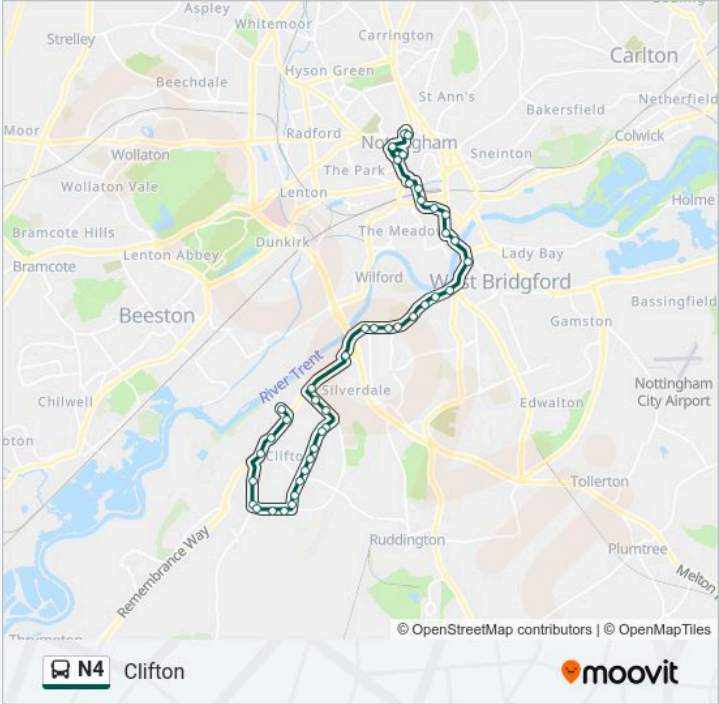 Aspley
Whitemoor
Strelley
Carrington
Carlton
Hyson Green
Beechdale
St Ann's
Netherfield
Bakersfield
Moor
Radford
Nottingham
Colwick
Wollaton
Sneinton
The Park
Wollaton Vale
Lenton
Holme
Bramcote Hills
The Meadow
Dunkirk
Lady Bay
Lenton Abbey
Bramcote
Wilford
West Bridgford
Bassingfield
Beeston
Gamston
River Trent
Nottingham
City Airport
Silverdale
Chilwell
Edwalton
Clifton
Tollerton
Remembrance Way
Ruddington
Plumtree
Melton
Thrumpton
© OpenStreetMap contributors | © OpenMapTiles
N4 Clifton
moovit